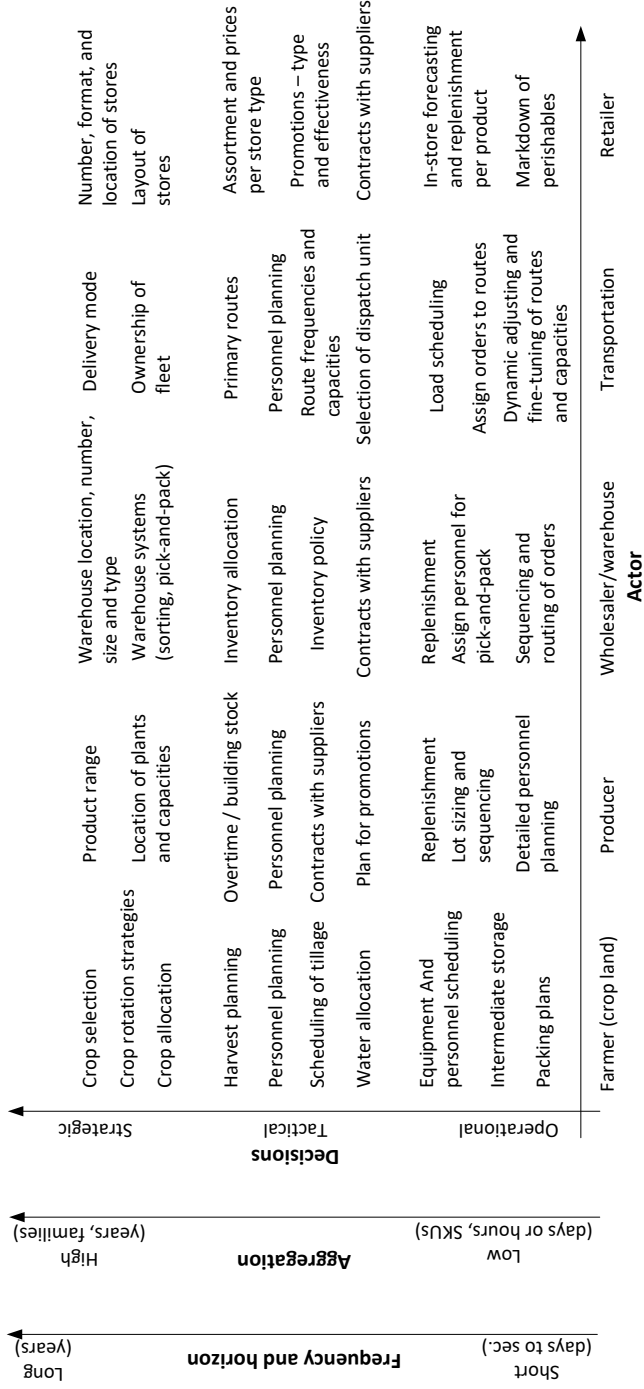 Long
(years)
Frequency and horizon
Short
(days to sec.)
High
(years, families)
Aggregation
Low
(days or hours, SKUs)
Decisions
Strategic
Tactical
Operational
Crop selection
Crop rotation strategies
Crop allocation
Harvest planning
Personnel planning
Scheduling of tillage
Water allocation
Equipment And
personnel scheduling
Intermediate storage
Packing plans
Farmer (crop land)
Product range
Location of plants
and capacities
Overtime / building stock
Personnel planning
Contracts with suppliers
Plan for promotions
Replenishment
Lot sizing and
sequencing
Detailed personnel
planning
Producer
Warehouse location, number,
size and type
Warehouse systems
(sorting, pick-and-pack)
Inventory allocation
Personnel planning
Inventory policy
Contracts with suppliers
Replenishment
Assign personnel for
pick-and-pack
Sequencing and
routing of orders
Wholesaler/warehouse
Delivery mode
Ownership of
fleet
Primary routes
Personnel planning
Route frequencies and
capacities
Selection of dispatch unit
Load scheduling
Assign orders to routes
Dynamic adjusting and
fine-tuning of routes
and capacities
Transportation
Number, format, and
location of stores
Layout of
stores
Assortment and prices
per store type
Promotions – type
and effectiveness
Contracts with suppliers
In-store forecasting
and replenishment
per product
Markdown of
perishables
Retailer
Actor